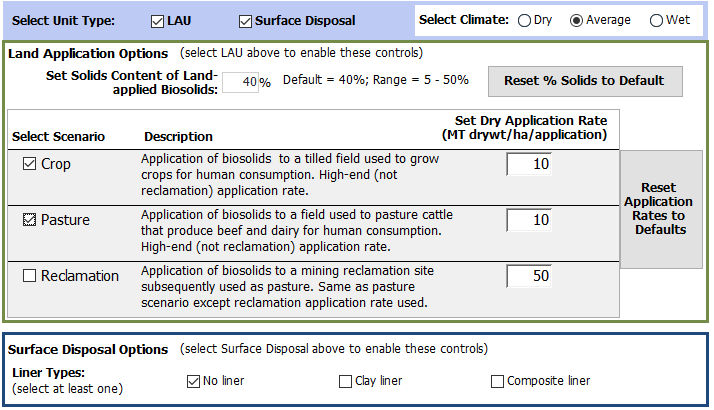 Select Unit Type: LAU Surface Disposal Select Climate: Dry Average Wet
Land Application Options (select LAU above to enable these controls)
Set Solids Content of Land-
applied Biosolids: 40 % Default = 40%; Range = 5 - 50% Reset % Solids to Default
Set Dry Application Rate
Select Scenario Description (MT drywt/ha/application)
Crop Application of biosolids to a tilled field used to grow 10
crops for human consumption. High-end (not
reclamation) application rate.
Reset
Application
Rates to
Defaults
Pasture Application of biosolids to a field used to pasture cattle 10
that produce beef and dairy for human consumption.
High-end (not reclamation) application rate.
Reclamation Application of biosolids to a mining reclamation site 50
subsequently used as pasture. Same as pasture
scenario except reclamation application rate used.
Surface Disposal Options (select Surface Disposal above to enable these controls)
Liner Types:
(select at least one) No liner Clay liner Composite liner